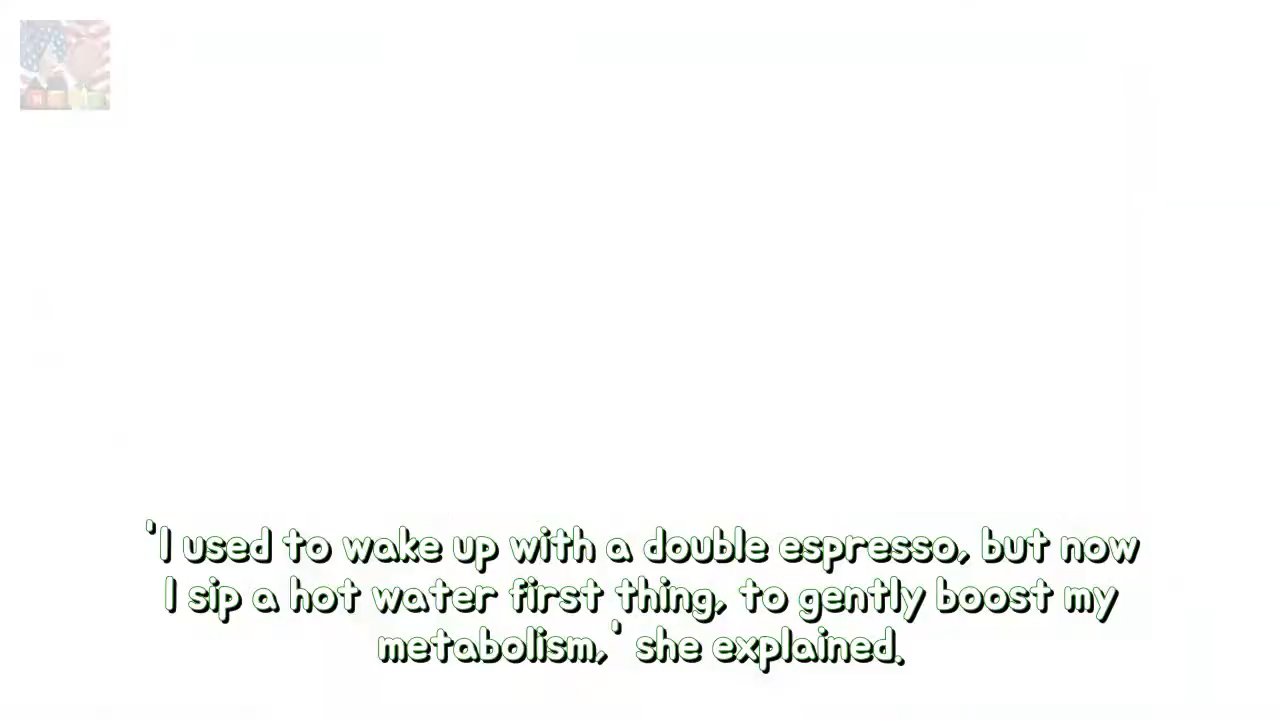 'I used to wake up with a double espresso, but now
I sip a hot water first thing, to gently boost my
metabolism,' she explained.